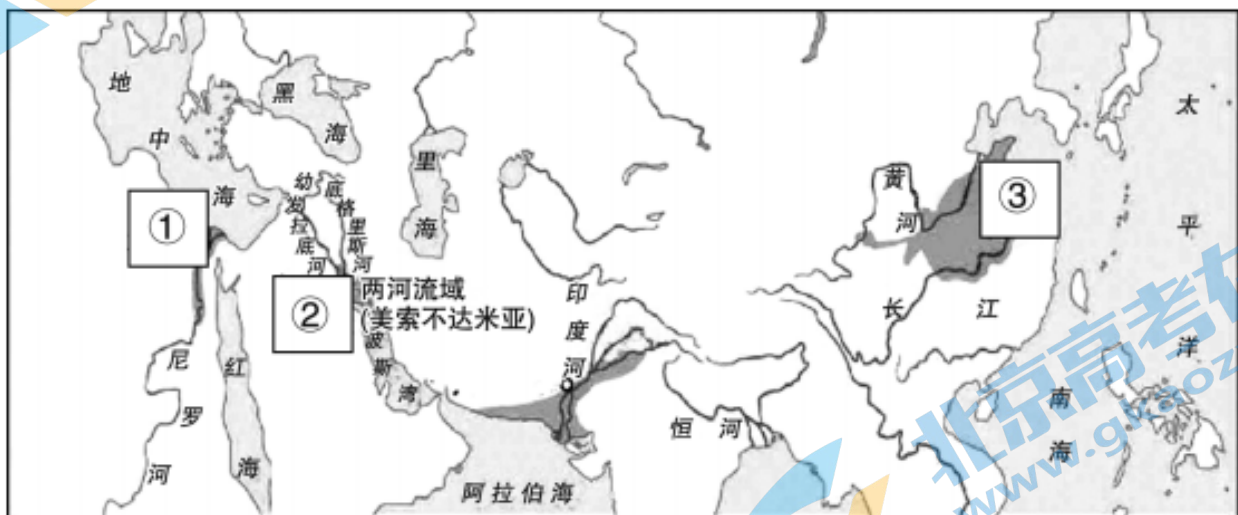 地中海
黑海
里海
幼发拉底河
底格里斯河
①
②
③
两河流域
(美索不达米亚)
波斯湾
尼罗河
红海
印度河
恒河
阿拉伯海
黄河
长江
太平洋
南海
北京高考在
www.gkaoz